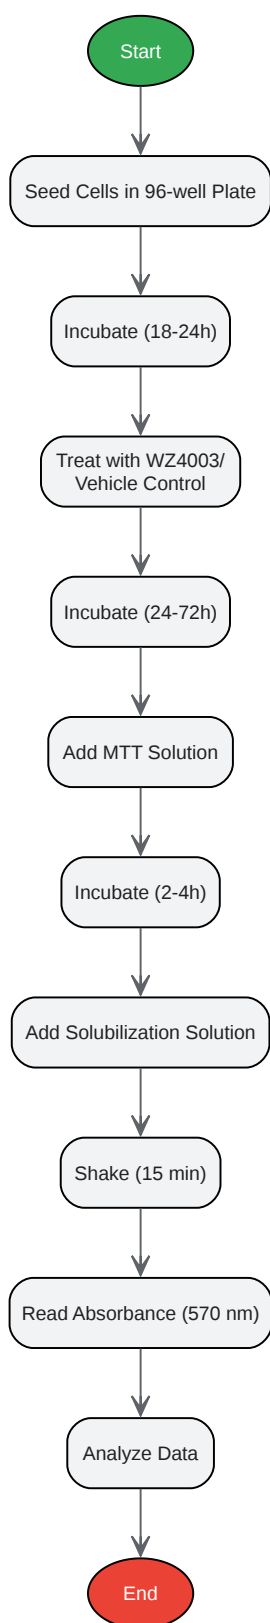 Start
Seed Cells in 96-well Plate
Incubate (18-24h)
Treat with WZ4003/
Vehicle Control
Incubate (24-72h)
Add MTT Solution
Incubate (2-4h)
Add Solubilization Solution
Shake (15 min)
Read Absorbance (570 nm)
Analyze Data
End